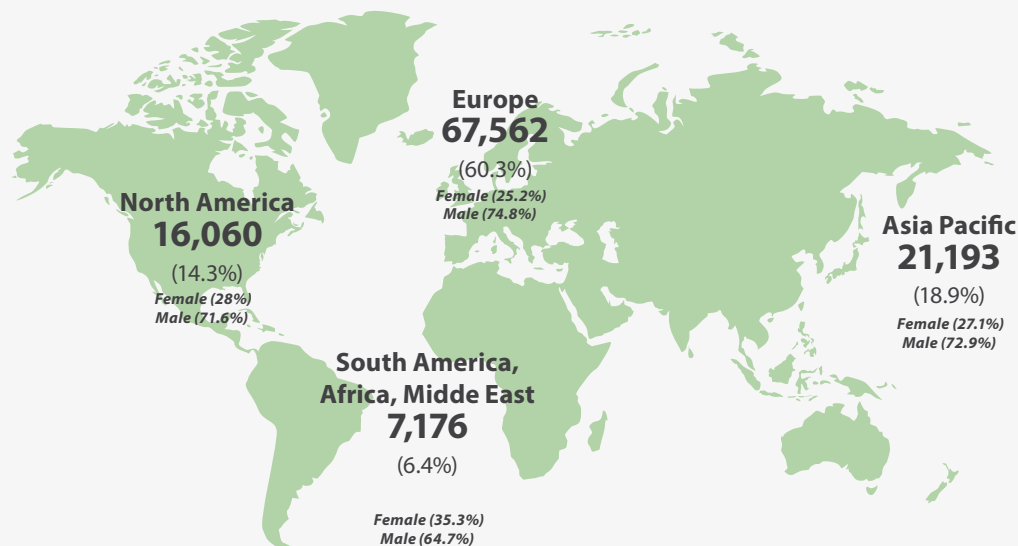 Europe
67,562
(60.3%)
Female (25.2%)
Male (74.8%)
North America
16,060
(14.3%)
Female (28%)
Male (71.6%)
Asia Pacific
21,193
(18.9%)
Female (27.1%)
Male (72.9%)
South America,
Africa, Midde East
7,176
(6.4%)
Female (35.3%)
Male (64.7%)